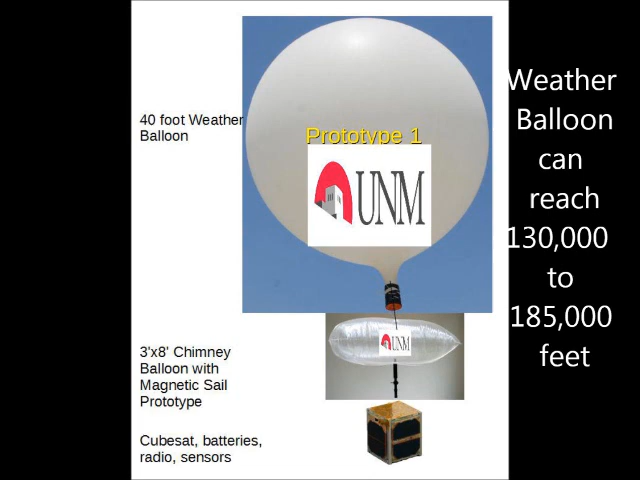 40 foot Weather
Balloon
Prototype 1
UNM
3'x8' Chimney
Balloon with
Magnetic Sail
Prototype
UNM
Cubesat, batteries,
radio, sensors
Weather
Balloon
can
reach
130,000
to
185,000
feet